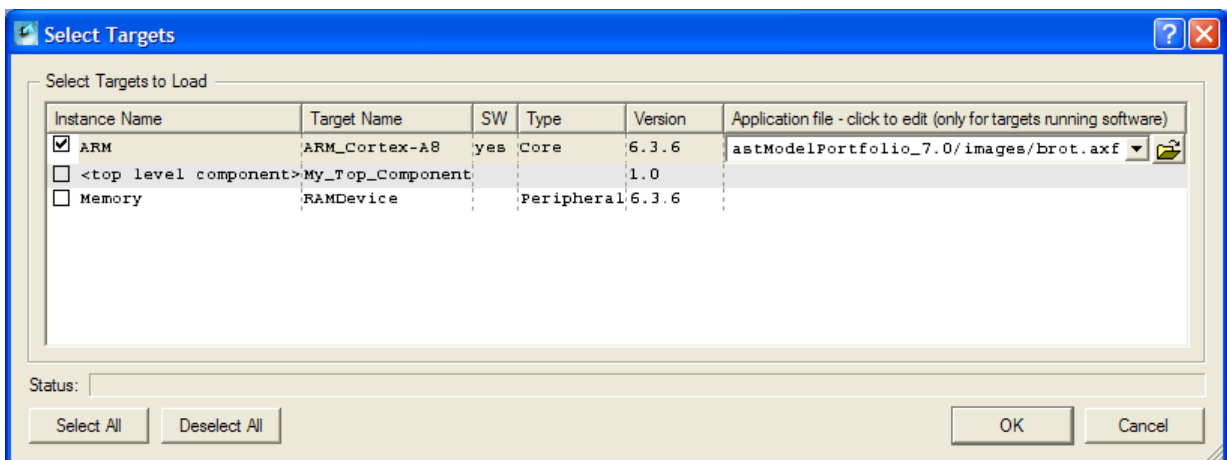 Select Targets
Select Targets to Load
Instance Name Target Name SW Type Version Application file - click to edit (only for targets running software)
ARM ARM_Cortex-A8 yes Core 6.3.6 astModelPortfolio_7.0/images/brot.axf
<top level component> My_Top_Component 1.0
Memory RAMDevice Peripheral 6.3.6
Status:
Select All Deselect All OK Cancel